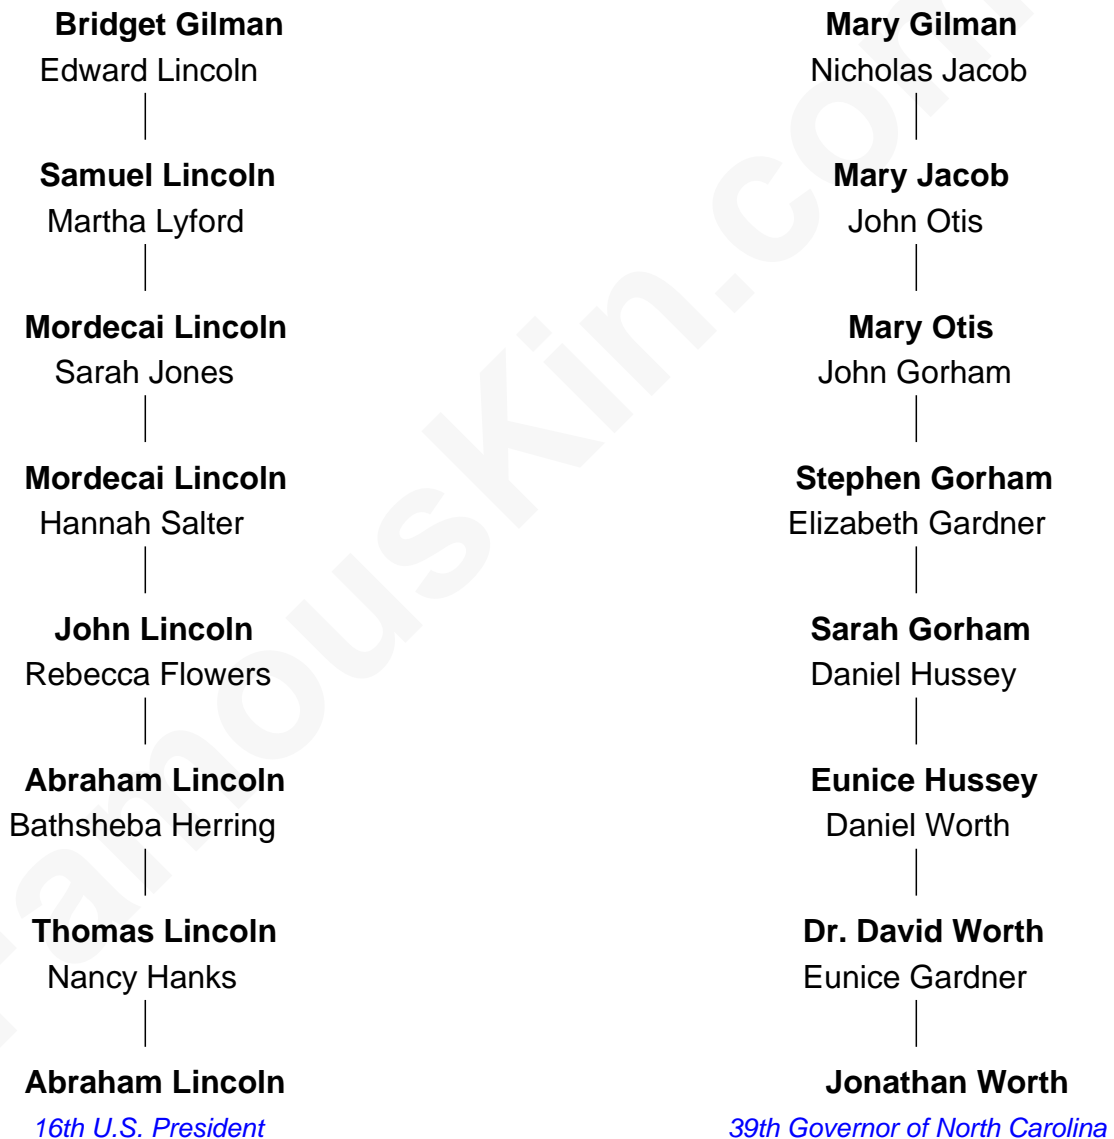 Bridget Gilman
Edward Lincoln
Mary Gilman
Nicholas Jacob
Samuel Lincoln
Martha Lyford
Mary Jacob
John Otis
Mordecai Lincoln
Sarah Jones
Mary Otis
John Gorham
Mordecai Lincoln
Hannah Salter
Stephen Gorham
Elizabeth Gardner
John Lincoln
Rebecca Flowers
Sarah Gorham
Daniel Hussey
Abraham Lincoln
Bathsheba Herring
Eunice Hussey
Daniel Worth
Thomas Lincoln
Nancy Hanks
Dr. David Worth
Eunice Gardner
Abraham Lincoln
16th U.S. President
Jonathan Worth
39th Governor of North Carolina
FamousKin.com